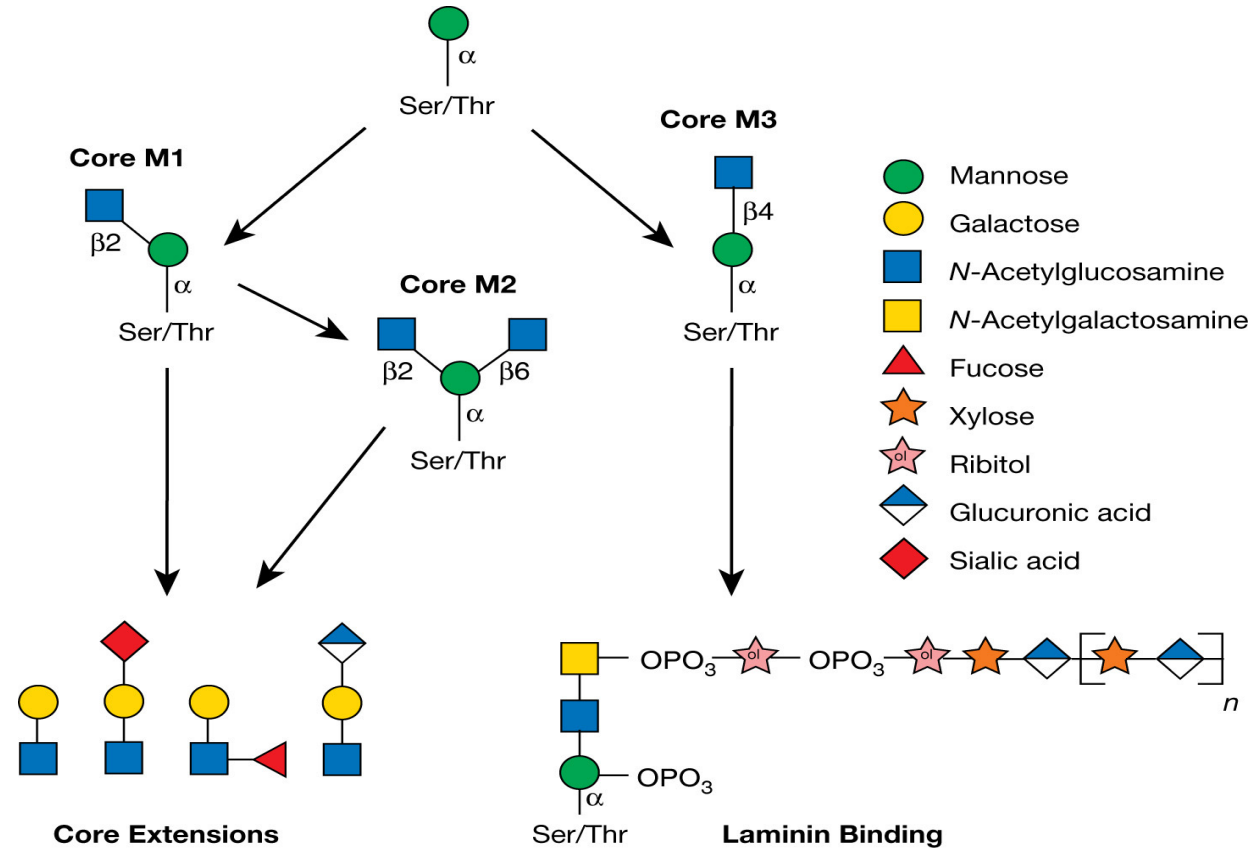 α
Ser/Thr
Core M1
β2
α
Ser/Thr
Core M2
β2
β6
α
Ser/Thr
Core M3
β4
α
Ser/Thr
Mannose
Galactose
N-Acetylglucosamine
N-Acetylgalactosamine
Fucose
Xylose
ol
Ribitol
Glucuronic acid
Sialic acid
Core Extensions
OPO₃
ol
OPO₃
ol
n
OPO₃
α
Ser/Thr
Laminin Binding